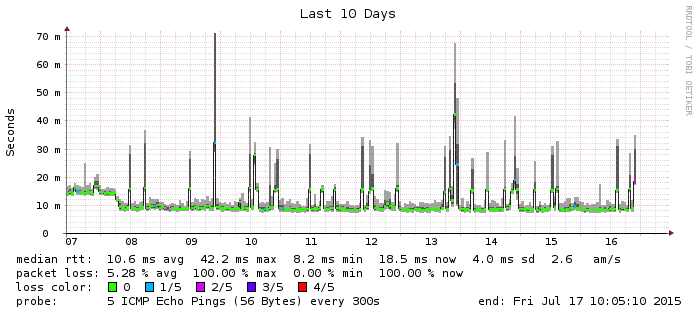 Last 10 Days
RRDTOOL / TOBI OETIKER
70 m
60 m
50 m
40 m
30 m
20 m
10 m
0
Seconds
07 08 09 10 11 12 13 14 15 16
median rtt: 10.6 ms avg 42.2 ms max 8.2 ms min 18.5 ms now 4.0 ms sd 2.6 am/s
packet loss: 5.28 % avg 100.00 % max 0.00 % min 100.00 % now
loss color: 0 1/5 2/5 3/5 4/5
probe: 5 ICMP Echo Pings (56 Bytes) every 300s end: Fri Jul 17 10:05:10 2015